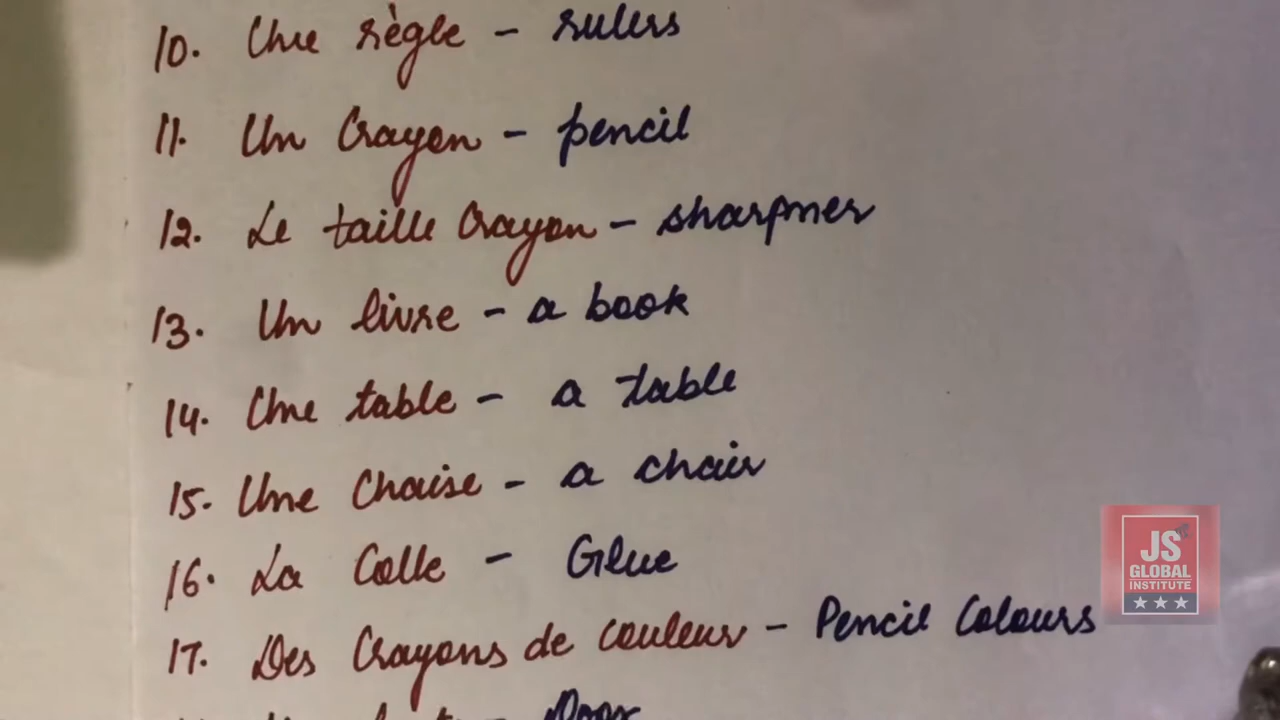 10. Une règle - rulers
11. Un Crayon - pencil
12. Le taille Crayon - sharpner
13. Un livre - a book
14. Une table - a table
15. Une Chaise - a chair
16. La Colle - Glue
17. Des Crayons de couleur - Pencil Colours
- Door
JS
GLOBAL
INSTITUTE